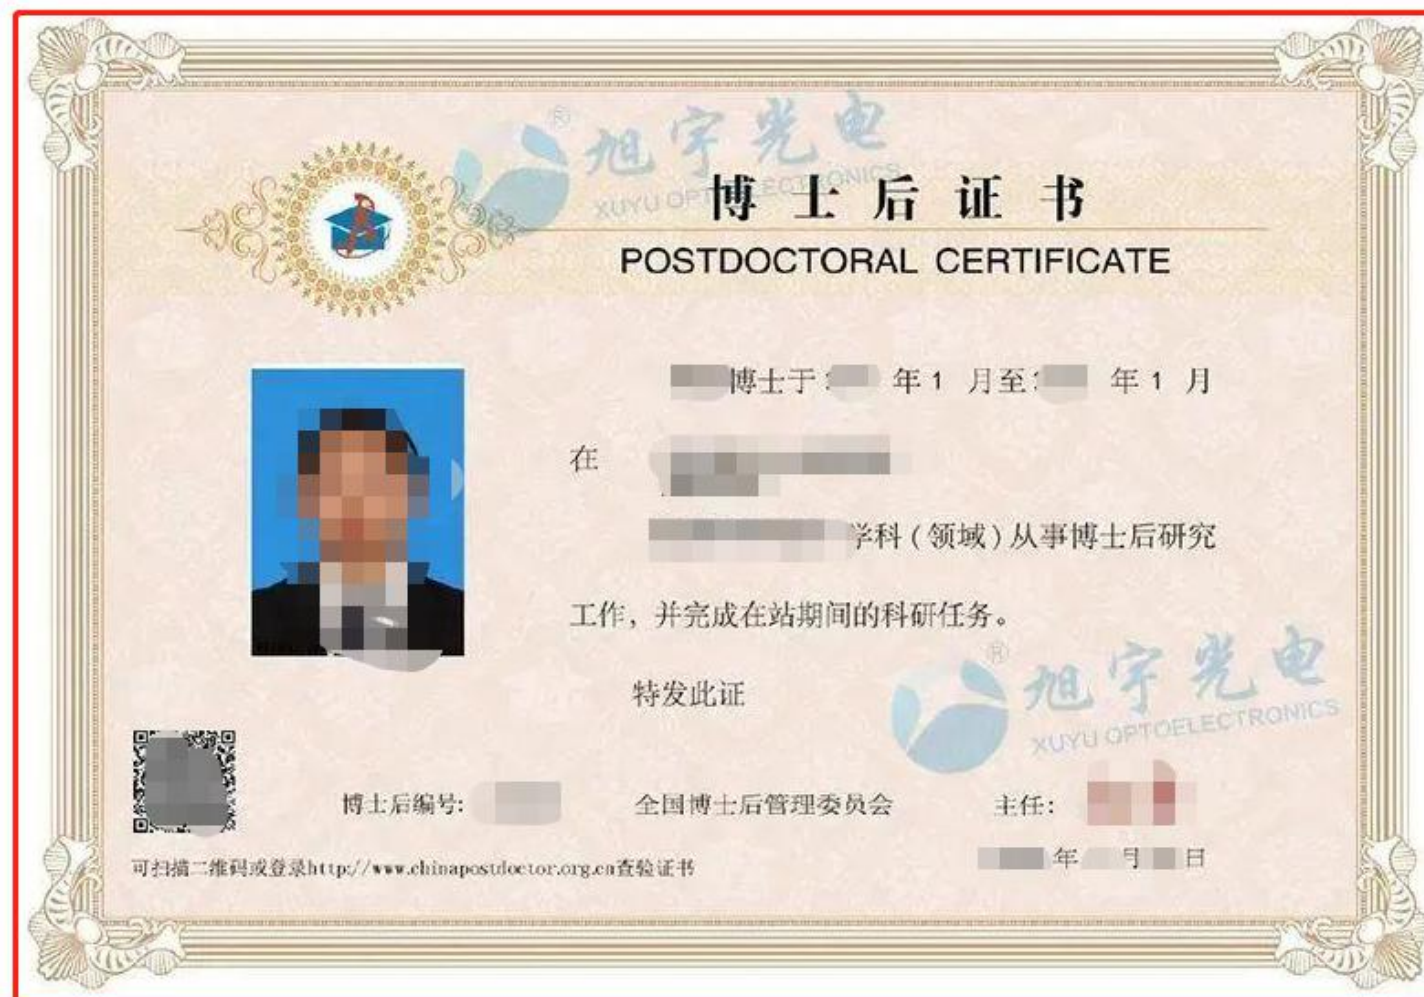 ® 旭宇光电
XUYU OPTOELECTRONICS
博士后证书
POSTDOCTORAL CERTIFICATE
博士于 年 1 月至 年 1 月
在
学科(领域)从事博士后研究
工作，并完成在站期间的科研任务。
特发此证
® 旭宇光电
XUYU OPTOELECTRONICS
博士后编号: 全国博士后管理委员会 主任:
年 月 日
可扫描二维码或登录http://www.chinapostdoctor.org.cn查验证书